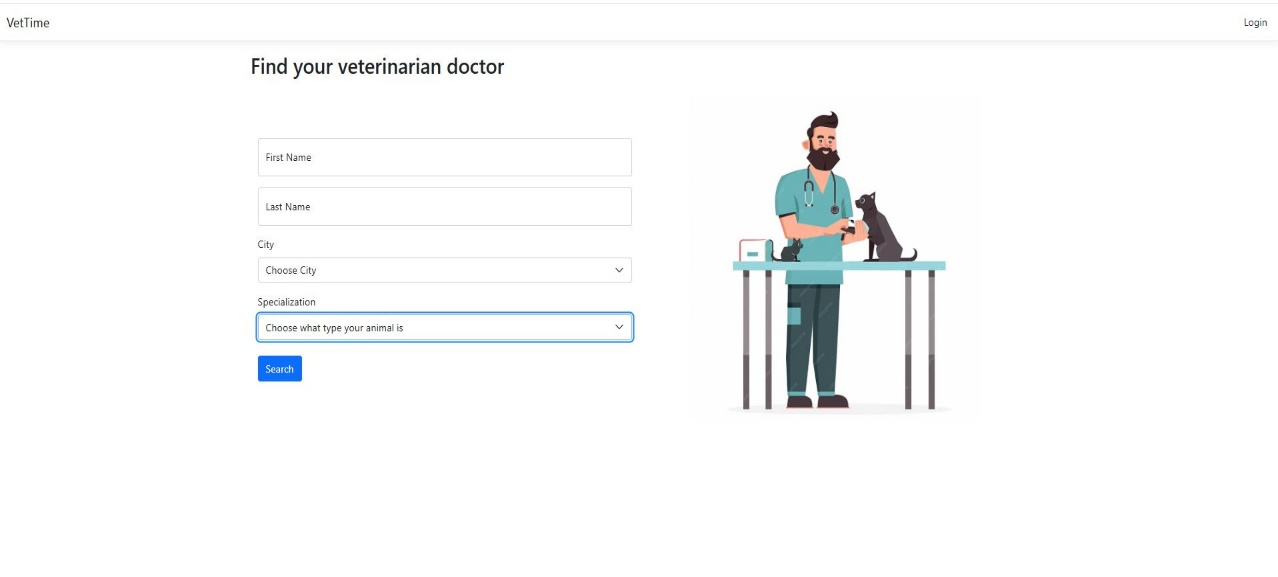 VetTime
Login
Find your veterinarian doctor
First Name
Last Name
City
Choose City
Specialization
Choose what type your animal is
Search